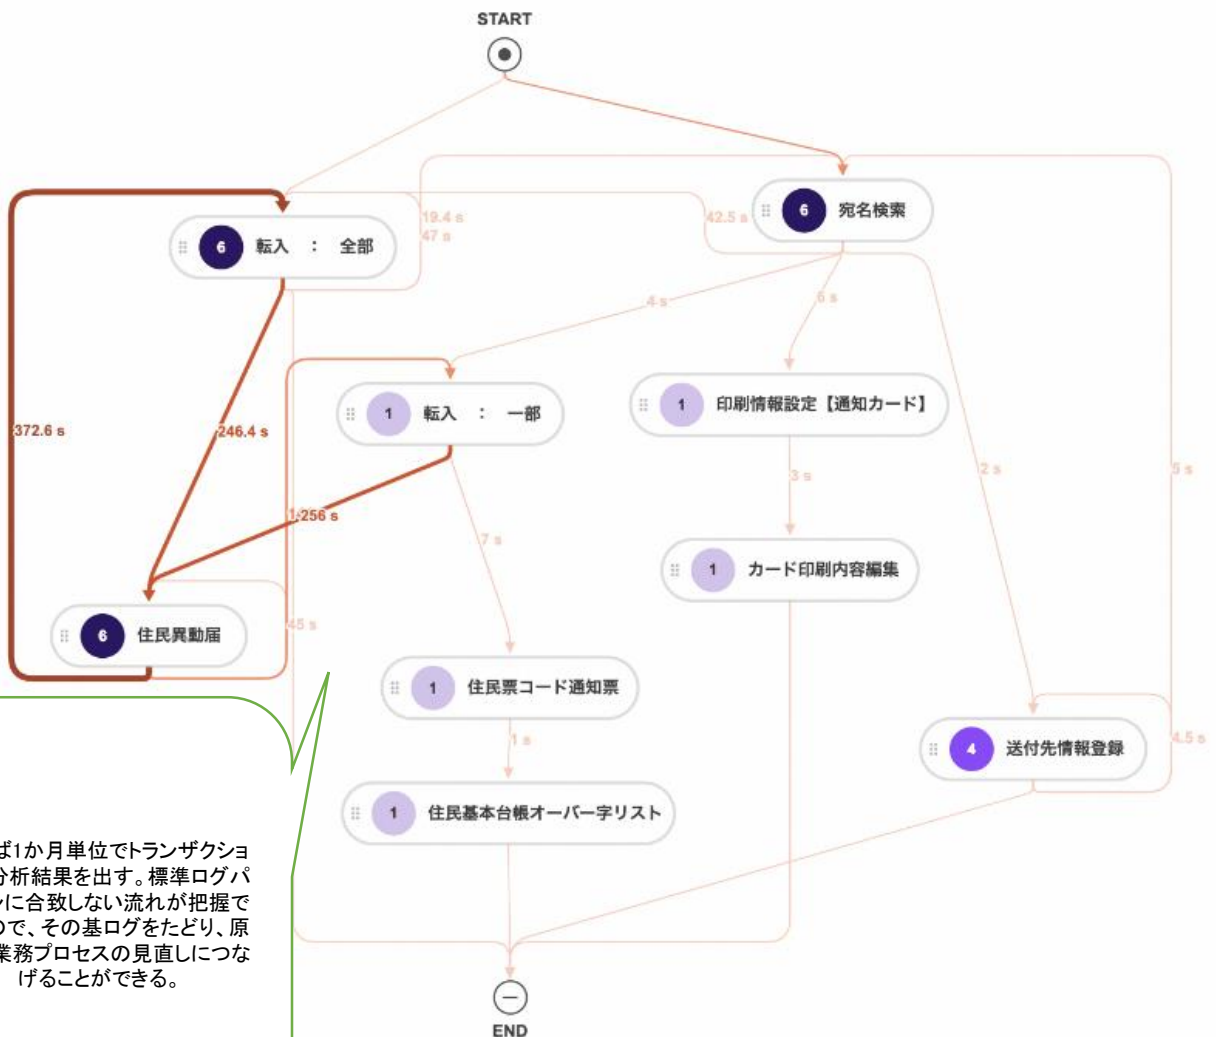 START
6 宛名検索
19.4 s
47 s
42.5 s
6 転入 : 全部
4 s
6 s
1 転入 : 一部
1 印刷情報設定【通知カード】
372.6 s
246.4 s
2 s
5 s
3 s
256 s
7 s
1 カード印刷内容編集
45 s
6 住民異動届
1 住民票コード通知票
1 s
4 送付先情報登録
4.5 s
1 住民基本台帳オーバー字リスト
ば1か月単位でトランザクショ
分析結果を出す。標準ログパ
に合致しない流れが把握で
ので、その基ログをたどり、原
業務プロセスの見直しにつな
げることができる。
END